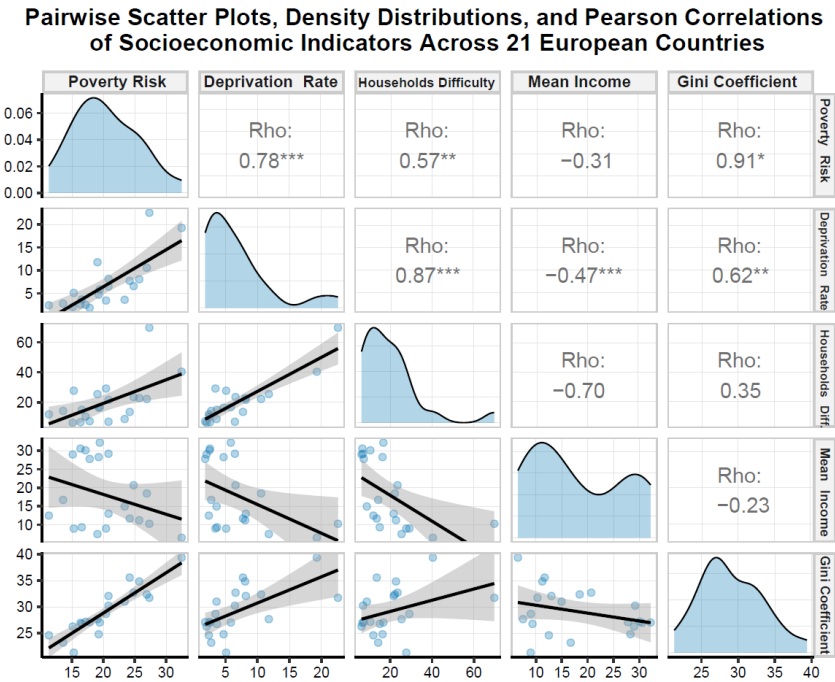 Pairwise Scatter Plots, Density Distributions, and Pearson Correlations
of Socioeconomic Indicators Across 21 European Countries
Poverty Risk
Deprivation Rate
Households Difficulty
Mean Income
Gini Coefficient
0.06
0.04
0.02
0.00
Rho:
0.78***
Rho:
0.57**
Rho:
−0.31
Rho:
0.91*
Poverty Risk
20
15
10
5
Rho:
0.87***
Rho:
−0.47***
Rho:
0.62**
Deprivation Rate
60
40
20
Rho:
−0.70
Rho:
0.35
Households Diff.
30
25
20
15
10
Rho:
−0.23
Mean Income
40
35
30
25
Gini Coefficient
15 20 25 30
5 10 15 20
20 40 60
10 15 20 25 30
25 30 35 40